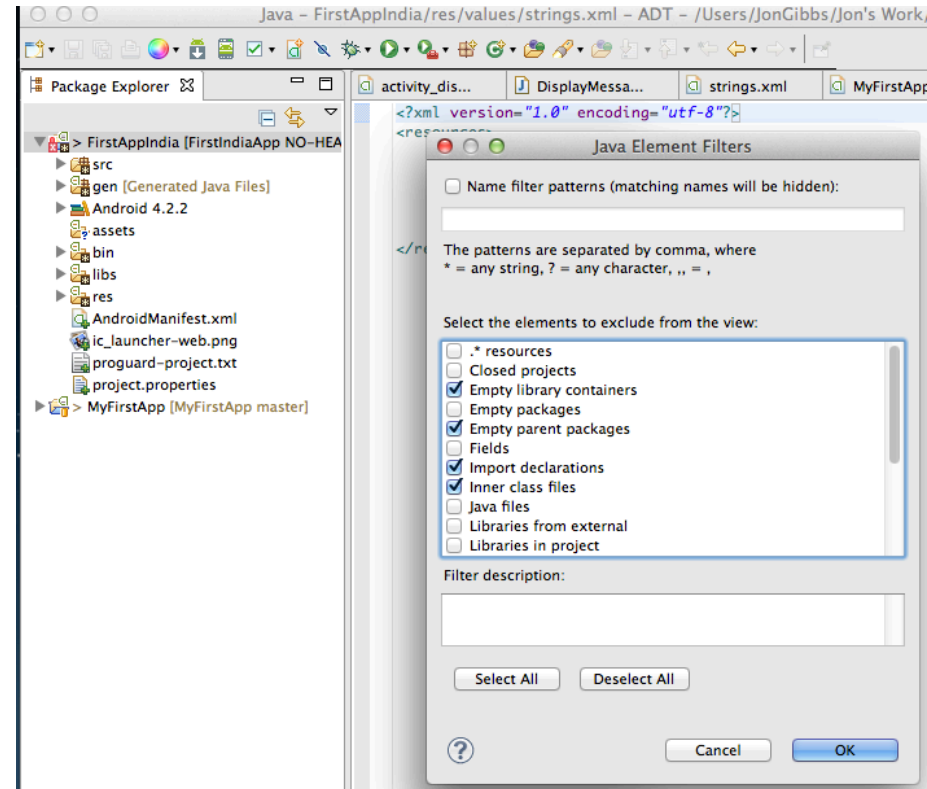 Java – FirstAppIndia/res/values/strings.xml – ADT – /Users/JonGibbs/Jon's Work/
Package Explorer
activity_dis...
DisplayMessa...
strings.xml
MyFirstApp
> FirstAppIndia [FirstIndiaApp NO-HEA
src
gen [Generated Java Files]
Android 4.2.2
assets
bin
libs
res
AndroidManifest.xml
ic_launcher-web.png
proguard-project.txt
project.properties
> MyFirstApp [MyFirstApp master]
<?xml version="1.0" encoding="utf-8"?>
<resources>
</re
Java Element Filters
Name filter patterns (matching names will be hidden):
The patterns are separated by comma, where
* = any string, ? = any character, ,, = ,
Select the elements to exclude from the view:
.* resources
Closed projects
Empty library containers
Empty packages
Empty parent packages
Fields
Import declarations
Inner class files
Java files
Libraries from external
Libraries in project
Filter description:
Select All
Deselect All
?
Cancel
OK